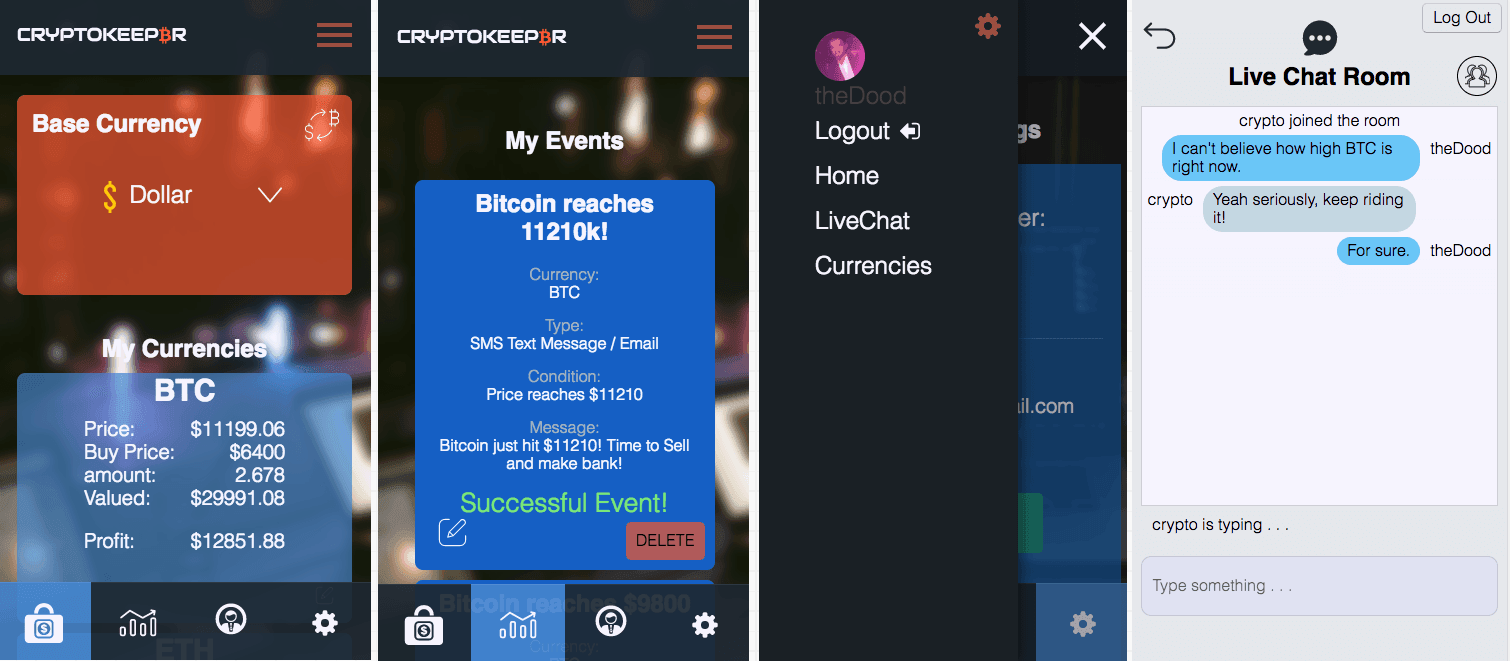 CRYPTOKEEPBR
Base Currency
$ Dollar
My Currencies
BTC
Price: $11199.06
Buy Price: $6400
amount: 2.678
Valued: $29991.08
Profit: $12851.88
ETH
CRYPTOKEEPBR
My Events
Bitcoin reaches
11210k!
Currency:
BTC
Type:
SMS Text Message / Email
Condition:
Price reaches $11210
Message:
Bitcoin just hit $11210! Time to Sell
and make bank!
Successful Event!
DELETE
Bitcoin reaches $9800
Currency:
theDood
Logout
Home
LiveChat
Currencies
gs
er:
il.com
Log Out
Live Chat Room
crypto joined the room
I can't believe how high BTC is theDood
right now.
crypto Yeah seriously, keep riding
it!
For sure. theDood
crypto is typing . . .
Type something . . .